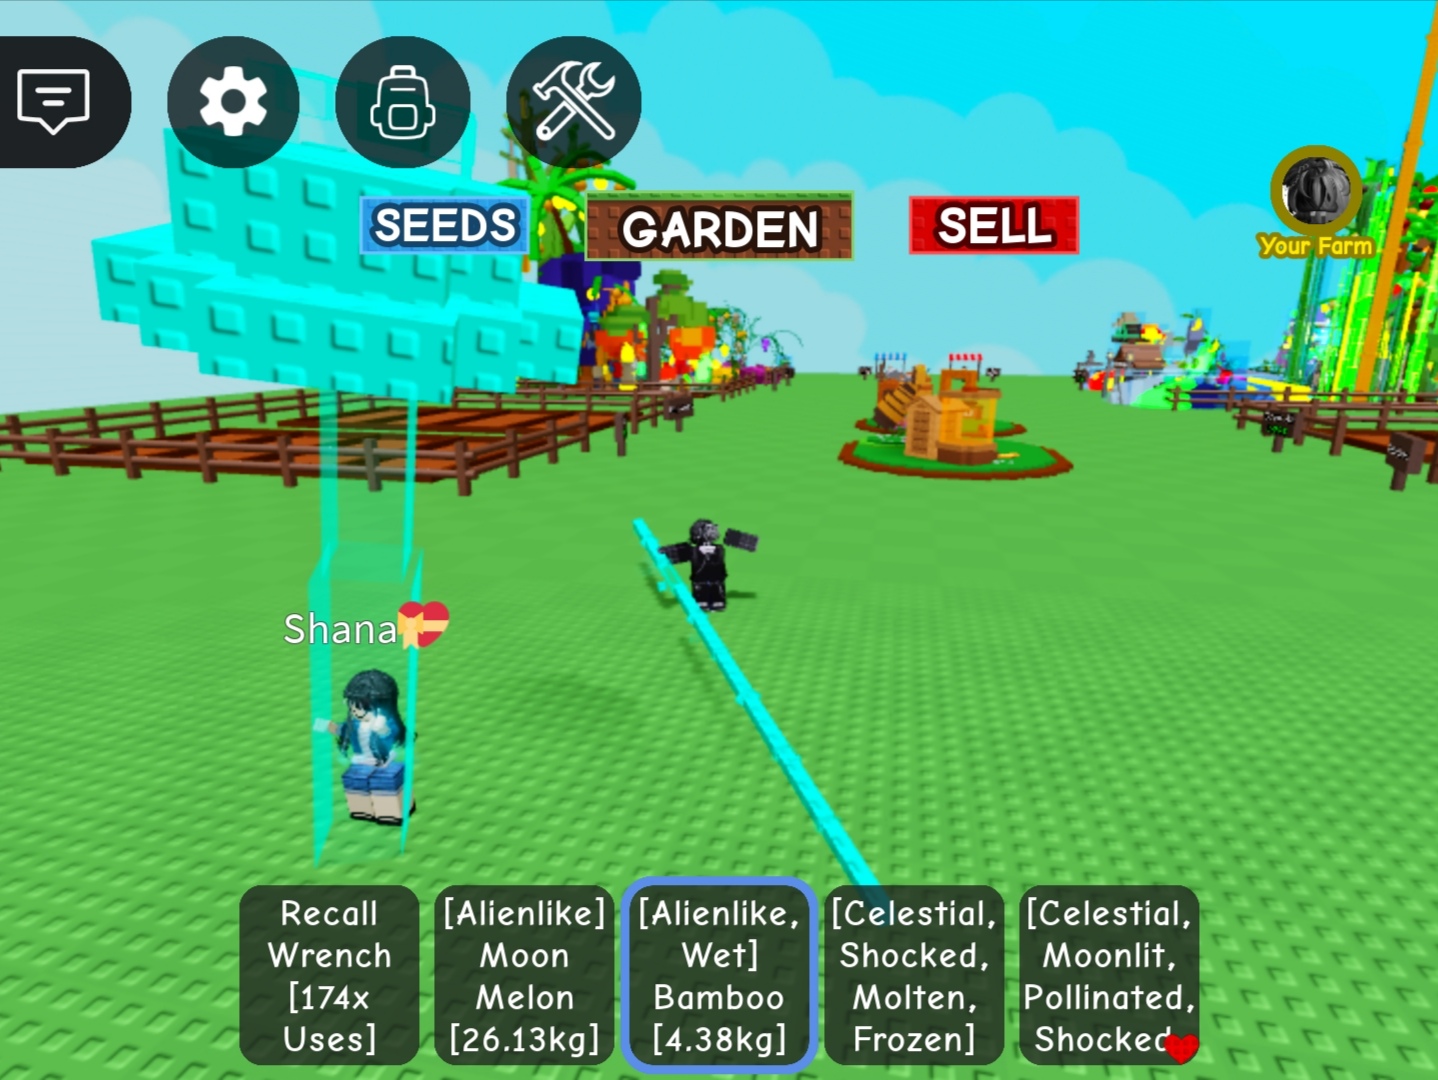 SEEDS
GARDEN
SELL
Your Farm
Shana
Recall
Wrench
[174x
Uses]
[Alienlike]
Moon
Melon
[26.13kg]
[Alienlike,
Wet]
Bamboo
[4.38kg]
[Celestial,
Shocked,
Molten,
Frozen]
[Celestial,
Moonlit,
Pollinated,
Shocked